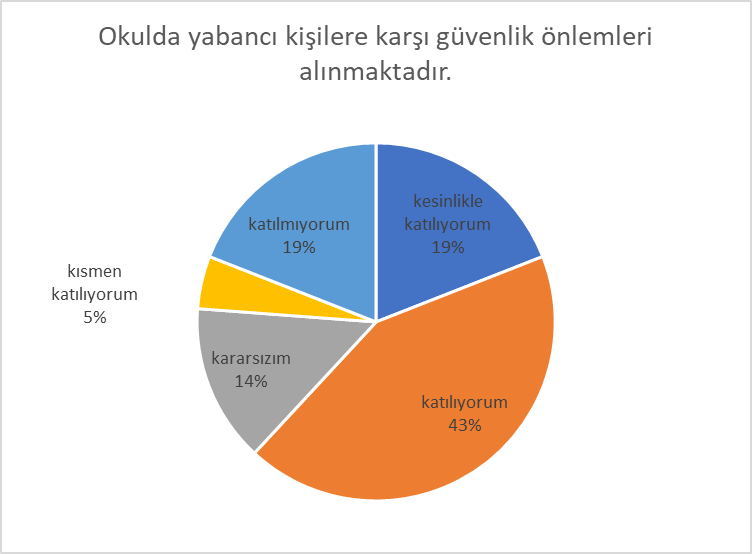 Okulda yabancı kişilere karşı güvenlik önlemleri
alınmaktadır.
kesinlikle
katılıyorum
19%
katılıyorum
43%
kararsızım
14%
kısmen
katılıyorum
5%
katılmıyorum
19%